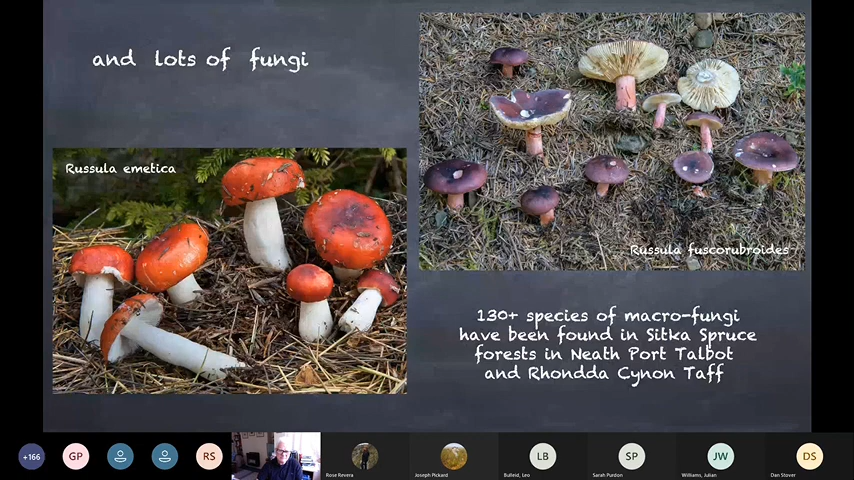 and lots of fungi
Russula emetica
Russula fuscorubroides
130+ species of macro-fungi
have been found in Sitka Spruce
forests in Neath Port Talbot
and Rhondda Cynon Taff
+166
GP
RS
Rose Revera
Joseph Pickard
LB
Bulleid, Leo
SP
Sarah Purdon
JW
Williams, Julian
DS
Dan Stover